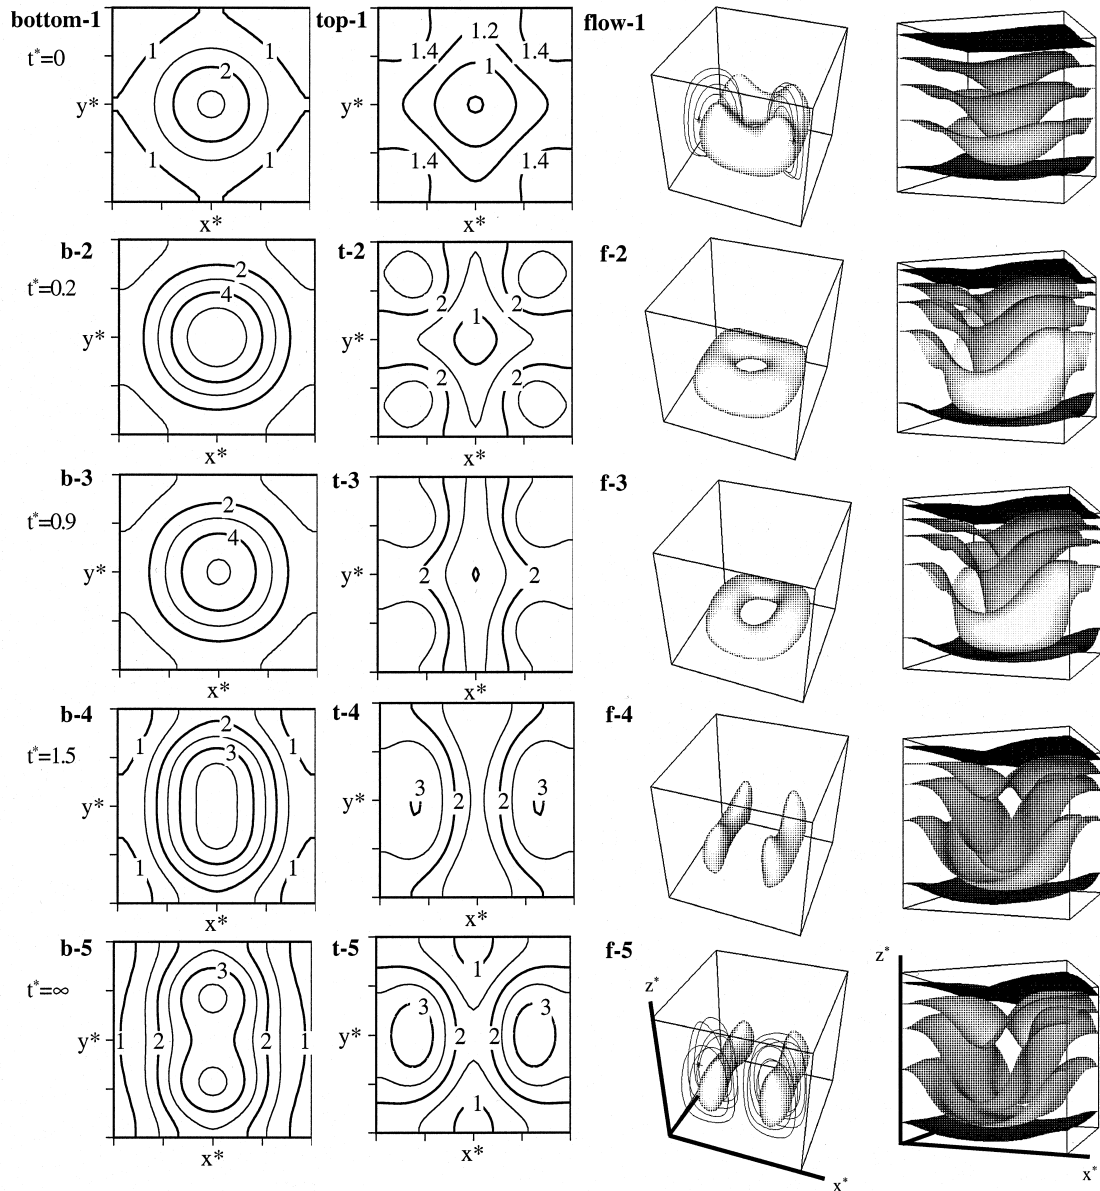 bottom-1 top-1 flow-1
t*=0
y* 1 1 2 1 1
x*
y* 1.4 1.2 1.4 1 1.4 1.4
x*
b-2 t-2 f-2
t*=0.2
y* 2 4
x*
y* 2 2 1 2 2
x*
b-3 t-3 f-3
t*=0.9
y* 2 4
x*
y* 2 2
x*
b-4 t-4 f-4
t*=1.5
y* 1 2 1 3 1 1
x*
y* 3 2 2 3
x*
b-5 t-5 f-5
t*=∞
y* 3 1 2 2 1
x*
y* 1 3 2 2 3 1
x*
z*
x*
z*
x*